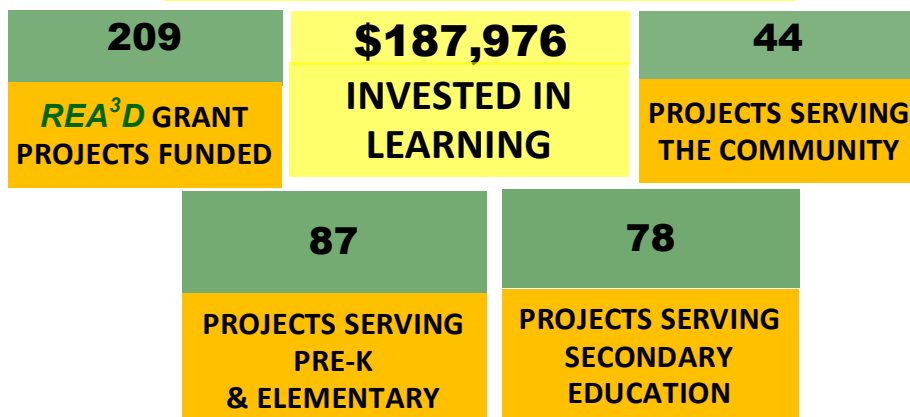 209
REA³D GRANT
PROJECTS FUNDED
$187,976
INVESTED IN
LEARNING
44
PROJECTS SERVING
THE COMMUNITY
87
PROJECTS SERVING
PRE-K
& ELEMENTARY
78
PROJECTS SERVING
SECONDARY
EDUCATION